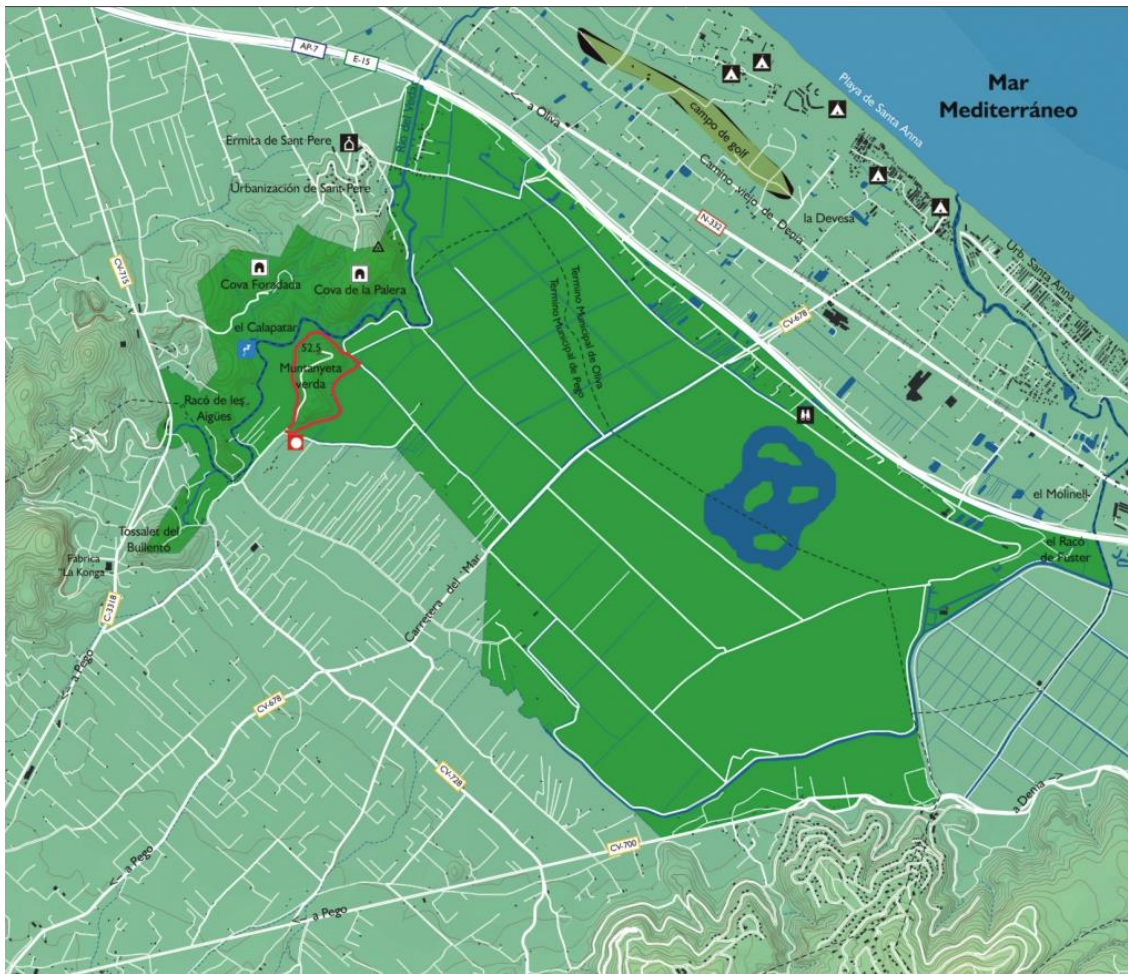 AP-7
E-15
<< a Oliva
Playa de Santa Anna
Mar
Mediterráneo
Río del Vedat
Ermita de Sant Pere
Urbanización de Sant Pere
campo de golf
Camino viejo de Denia
N-332
la Devesa
Urb. Santa Anna
CV-715
Cova Foradada
Cova de la Palera
Termino Municipal de Oliva
Termino Municipal de Pego
CV-678
el Calapatar
52.5
Muntanyeta
verda
Racó de les
Aigües
el Molinell
el Racó
de Fuster
Tossalet del
Bullentó
Fábrica
"La Konga"
C-3318
<< a Pego
Carretera del Mar
CV-678
CV-728
<< a Pego
CV-700
<< a Pego
a Denia >>